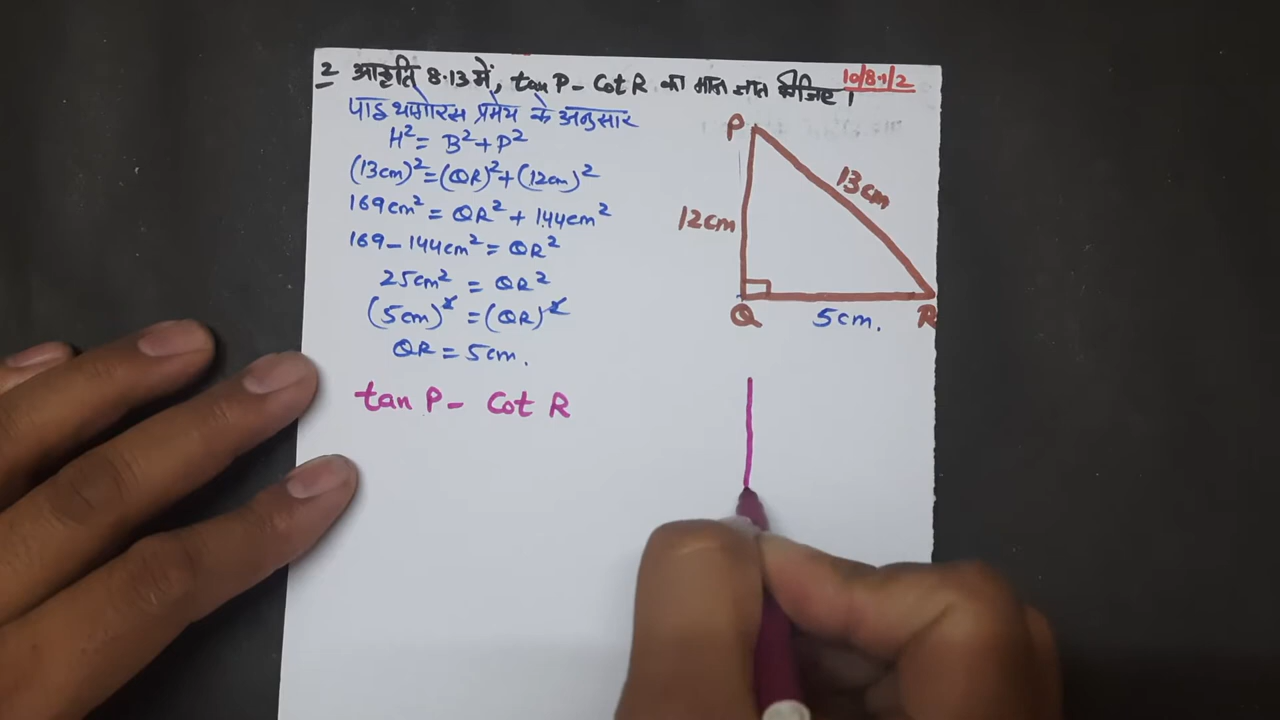 2 आकृति 8.13 में, tan P - Cot R का मान ज्ञात कीजिए।
10/8.1/2
पाइथागोरस प्रमेय के अनुसार
H² = B² + P²
(13cm)² = (QR)² + (12cm)²
169cm² = QR² + 144cm²
169 - 144cm² = QR²
25cm² = QR²
(5cm)² = (QR)²
QR = 5cm.
tan P - Cot R
P
13cm
12cm
Q
5cm.
R